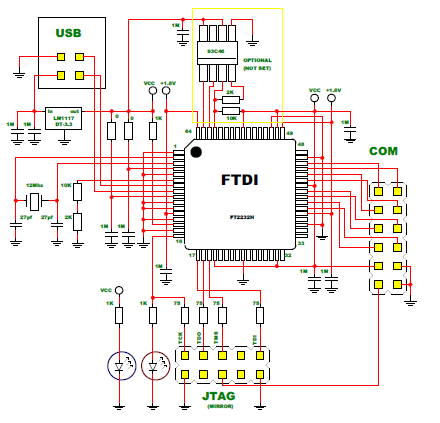 USB
1M
93C46
OPTIONAL
(NOT SET)
VCC +1.8V
VCC +1.8V
in out
LM1117
DT-3.3
2K
10K
1M 1M
0 0 1K
1M
64 49
1 48
COM
FTDI
12Mhz
10K
2K
FT2232H
27pf 27pf
1M 1M
16 33
17 32
1M
1M 1M
VCC
1K 1K 75 75 75 75
TCK TDO TMS TDI
JTAG
(MIRROR)